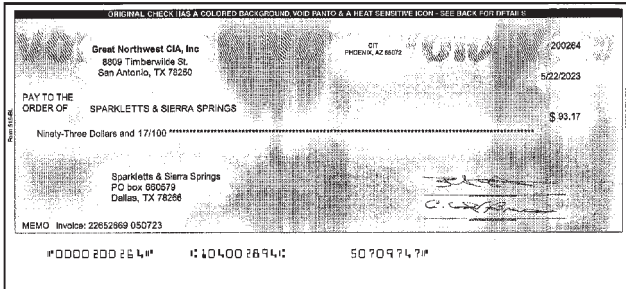 ORIGINAL CHECK HAS A COLORED BACKGROUND, VOID PANTO & A HEAT SENSITIVE ICON - SEE BACK FOR DETAILS
Great Northwest CIA, Inc
8809 Timberwilde St.
San Antonio, TX 78250
CIT
PHOENIX, AZ 85072
200264
5/22/2023
PAY TO THE
ORDER OF SPARKLETTS & SIERRA SPRINGS
$ 93.17
Ninety-Three Dollars and 17/100
Sparkletts & Sierra Springs
PO box 660579
Dallas, TX 78266
MEMO Invoice: 22652669 050723
⑈0000200264⑈ ⑆104002894⑆ 50709747⑈